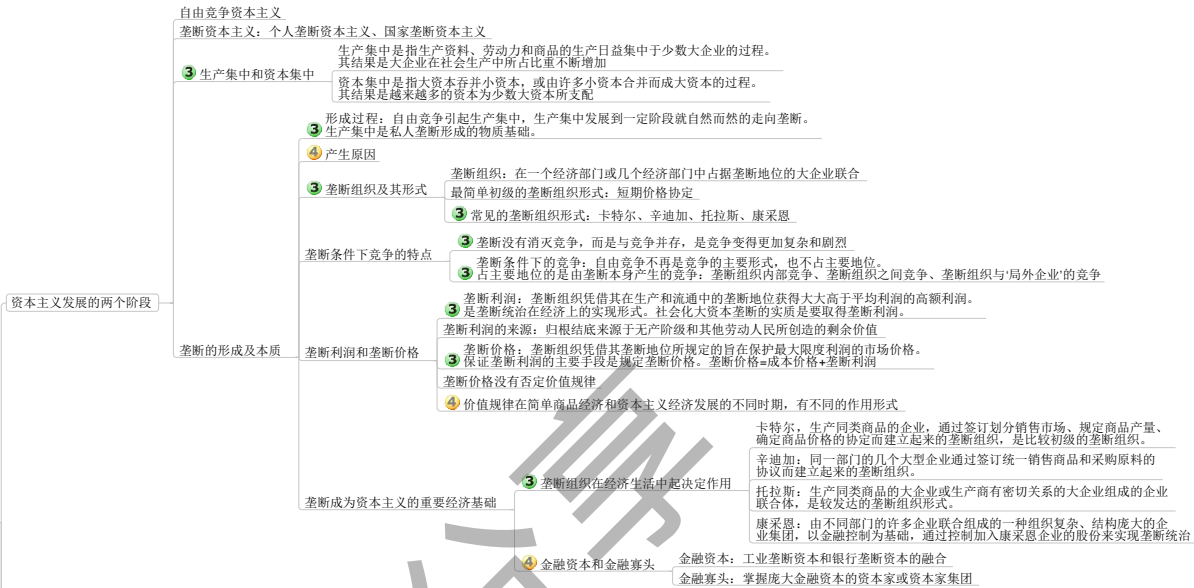 自由竞争资本主义
垄断资本主义：个人垄断资本主义、国家垄断资本主义
3 生产集中和资本集中
生产集中是指生产资料、劳动力和商品的生产日益集中于少数大企业的过程。
其结果是大企业在社会生产中所占比重不断增加
资本集中是指大资本吞并小资本，或由许多小资本合并而成大资本的过程。
其结果是越来越多的资本为少数大资本所支配
资本主义发展的两个阶段
垄断的形成及本质
形成过程：自由竞争引起生产集中，生产集中发展到一定阶段就自然而然的走向垄断。
3 生产集中是私人垄断形成的物质基础。
4 产生原因
3 垄断组织及其形式
垄断组织：在一个经济部门或几个经济部门中占据垄断地位的大企业联合
最简单初级的垄断组织形式：短期价格协定
3 常见的垄断组织形式：卡特尔、辛迪加、托拉斯、康采恩
垄断条件下竞争的特点
3 垄断没有消灭竞争，而是与竞争并存，是竞争变得更加复杂和剧烈
垄断条件下的竞争：自由竞争不再是竞争的主要形式，也不占主要地位。
3 占主要地位的是由垄断本身产生的竞争：垄断组织内部竞争、垄断组织之间竞争、垄断组织与‘局外企业’的竞争
垄断利润和垄断价格
垄断利润：垄断组织凭借其在生产和流通中的垄断地位获得大大高于平均利润的高额利润。
3 是垄断统治在经济上的实现形式。社会化大资本垄断的实质是要取得垄断利润。
垄断利润的来源：归根结底来源于无产阶级和其他劳动人民所创造的剩余价值
垄断价格：垄断组织凭借其垄断地位所规定的旨在保护最大限度利润的市场价格。
3 保证垄断利润的主要手段是规定垄断价格。垄断价格=成本价格+垄断利润
垄断价格没有否定价值规律
4 价值规律在简单商品经济和资本主义经济发展的不同时期，有不同的作用形式
垄断成为资本主义的重要经济基础
3 垄断组织在经济生活中起决定作用
卡特尔，生产同类商品的企业，通过签订划分销售市场、规定商品产量、
确定商品价格的协定而建立起来的垄断组织，是比较初级的垄断组织。
辛迪加：同一部门的几个大型企业通过签订统一销售商品和采购原料的
协议而建立起来的垄断组织。
托拉斯：生产同类商品的大企业或生产商有密切关系的大企业组成的企业
联合体，是较发达的垄断组织形式。
康采恩：由不同部门的许多企业联合组成的一种组织复杂、结构庞大的企
业集团，以金融控制为基础，通过控制加入康采恩企业的股份来实现垄断统治
4 金融资本和金融寡头
金融资本：工业垄断资本和银行垄断资本的融合
金融寡头：掌握庞大金融资本的资本家或资本家集团